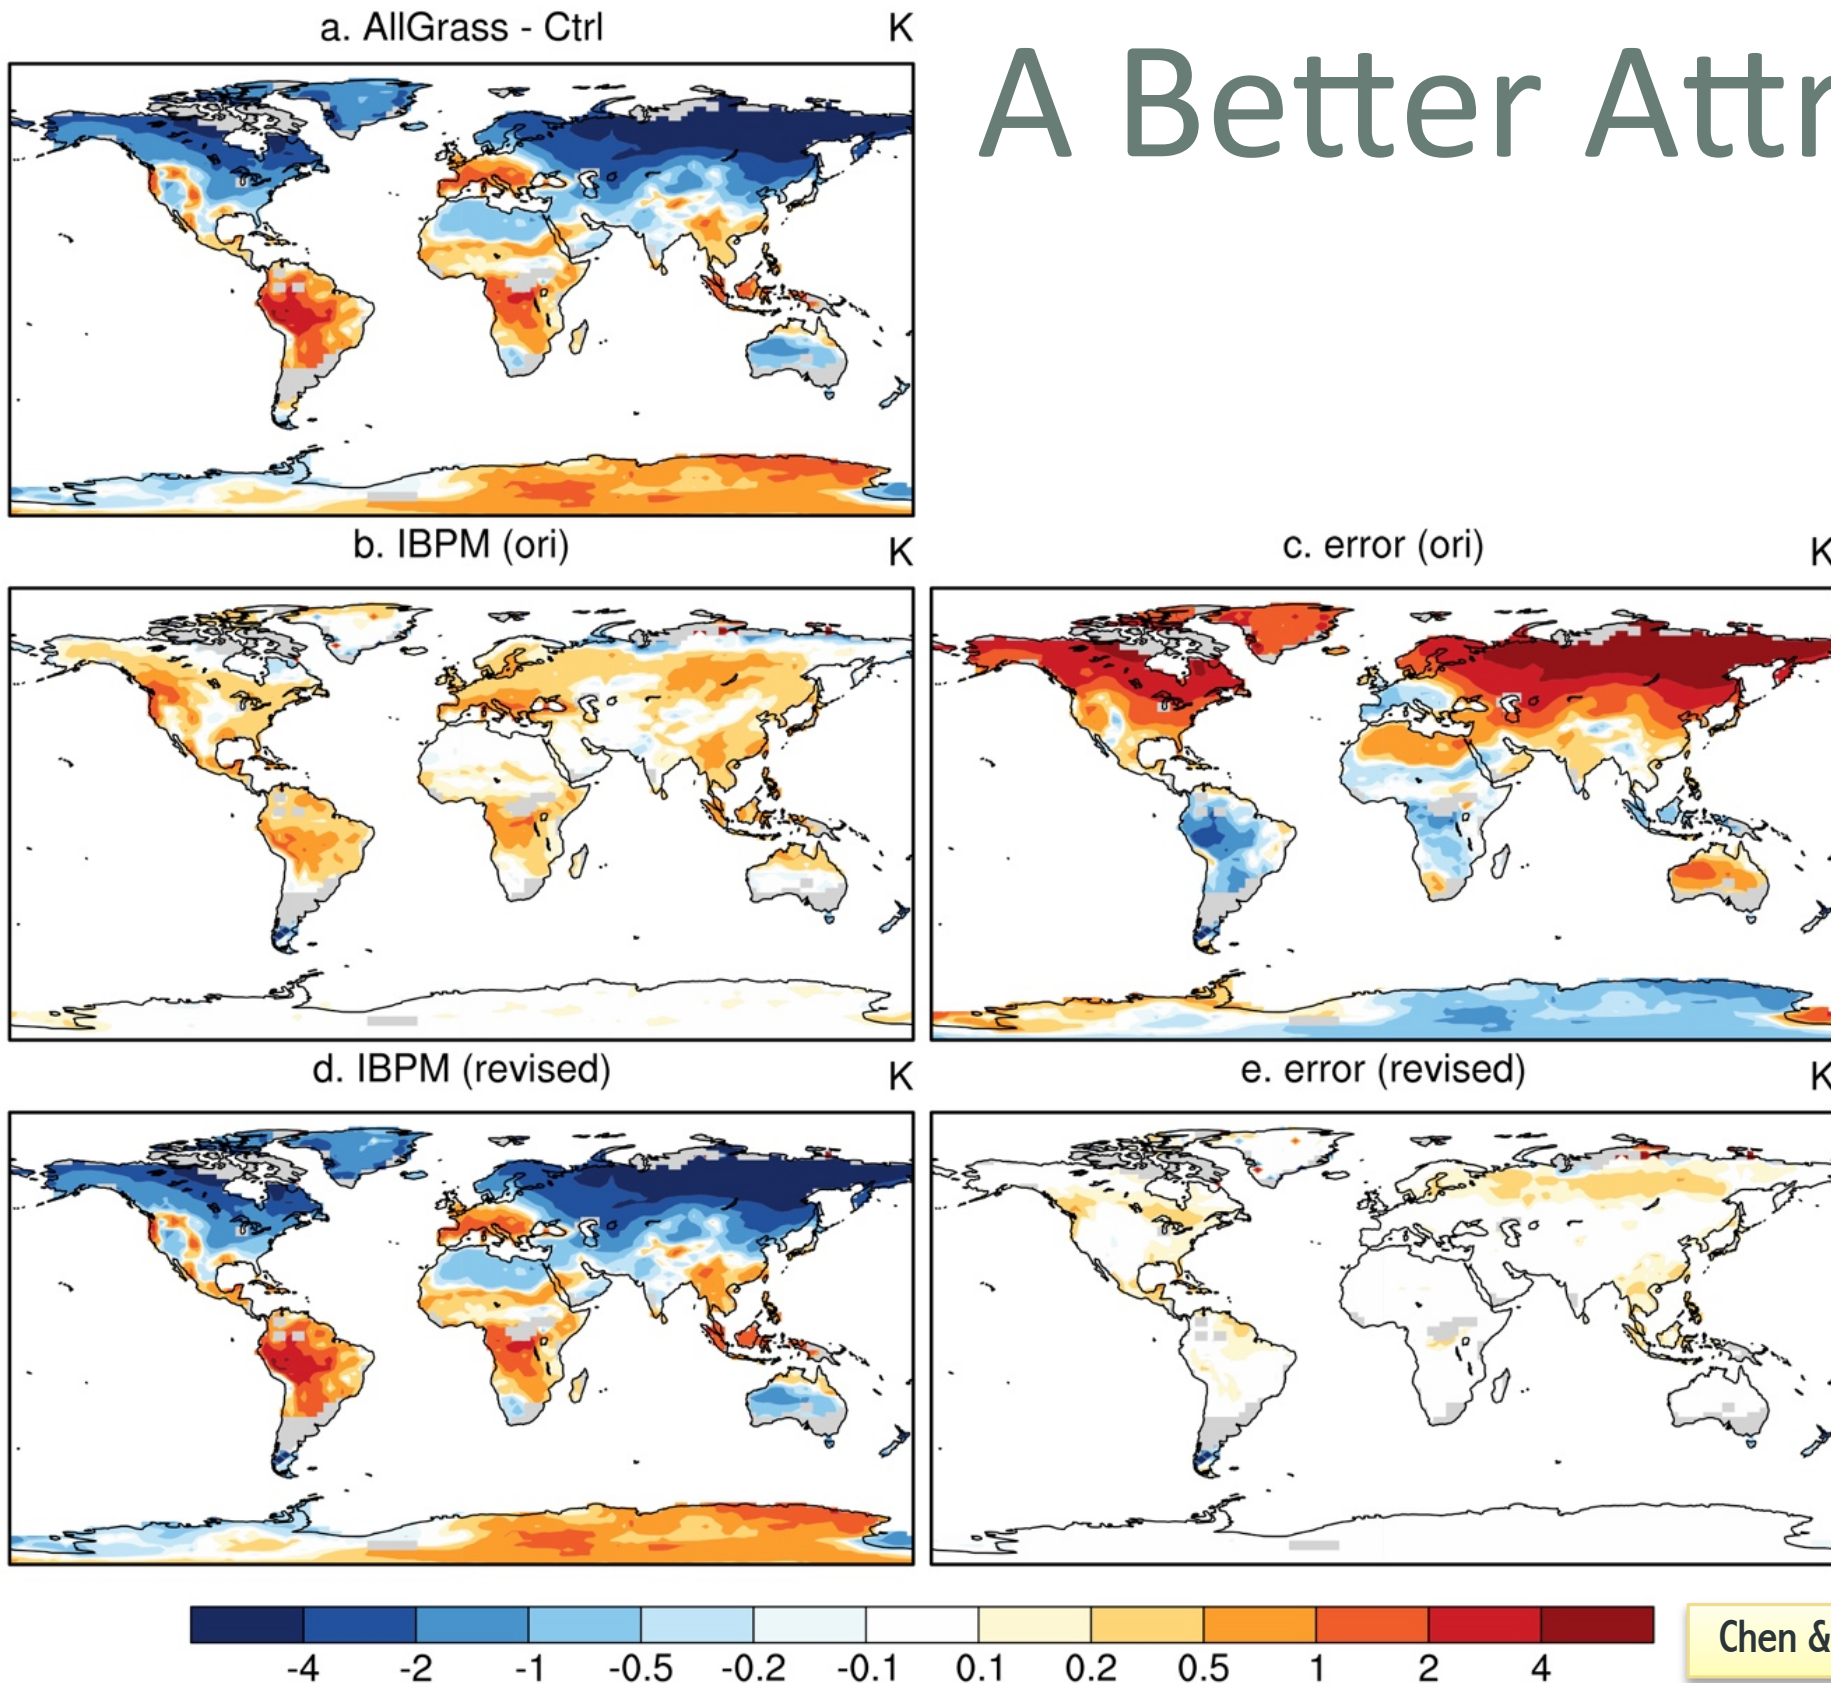 a. AllGrass - Ctrl K
A Better Attr
b. IBPM (ori) K
c. error (ori) K
d. IBPM (revised) K
e. error (revised) K
-4 -2 -1 -0.5 -0.2 -0.1 0.1 0.2 0.5 1 2 4
Chen &